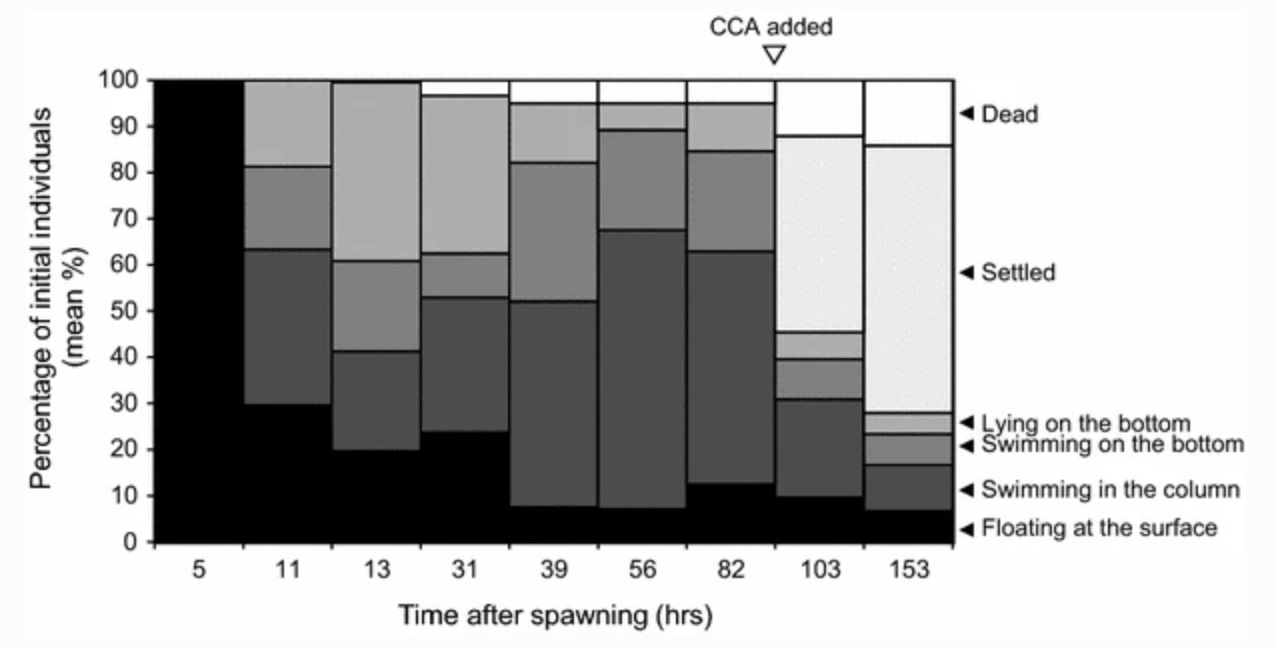 CCA added
Percentage of initial individuals
(mean %)
100
90
80
70
60
50
40
30
20
10
0
Dead
Settled
Lying on the bottom
Swimming on the bottom
Swimming in the column
Floating at the surface
5 11 13 31 39 56 82 103 153
Time after spawning (hrs)